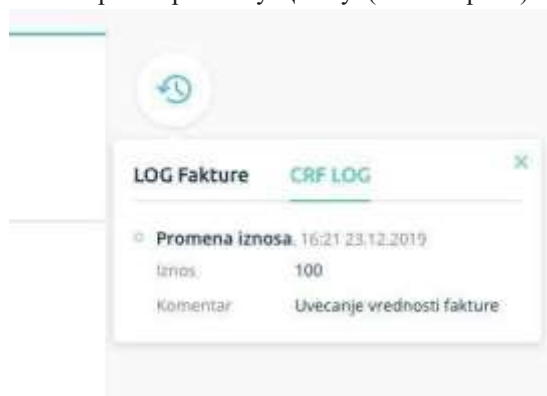 LOG Fakture CRF LOG
Promena iznosa, 16:21 23.12.2019
Iznos 100
Komentar Uvecanje vrednosti fakture